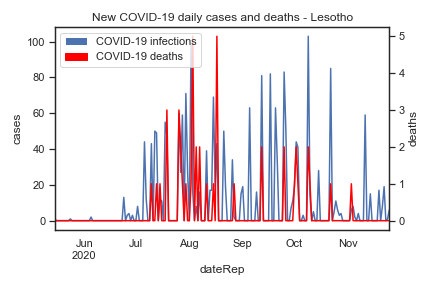 New COVID-19 daily cases and deaths - Lesotho
COVID-19 infections
COVID-19 deaths
100
80
60
40
20
0
cases
5
4
3
2
1
0
deaths
Jun
2020
Jul
Aug
Sep
Oct
Nov
dateRep